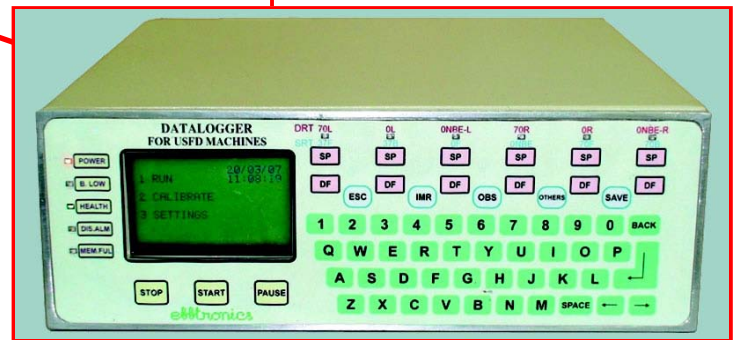 DATALOGGER
FOR USFD MACHINES
DRT 70L 0L 0NBE-L 70R 0R 0NBE-R
SRT
POWER
B. LOW
HEALTH
DIS.ALM
MEM.FUL
20/03/07
1 RUN 11:08:19
2 CALIBRATE
3 SETTINGS
SP SP SP SP SP SP
DF DF DF DF DF DF
ESC IMR OBS OTHERS SAVE
1 2 3 4 5 6 7 8 9 0 BACK
Q W E R T Y U I O P
A S D F G H J K L
Z X C V B N M SPACE ← →
STOP START PAUSE
efftronics